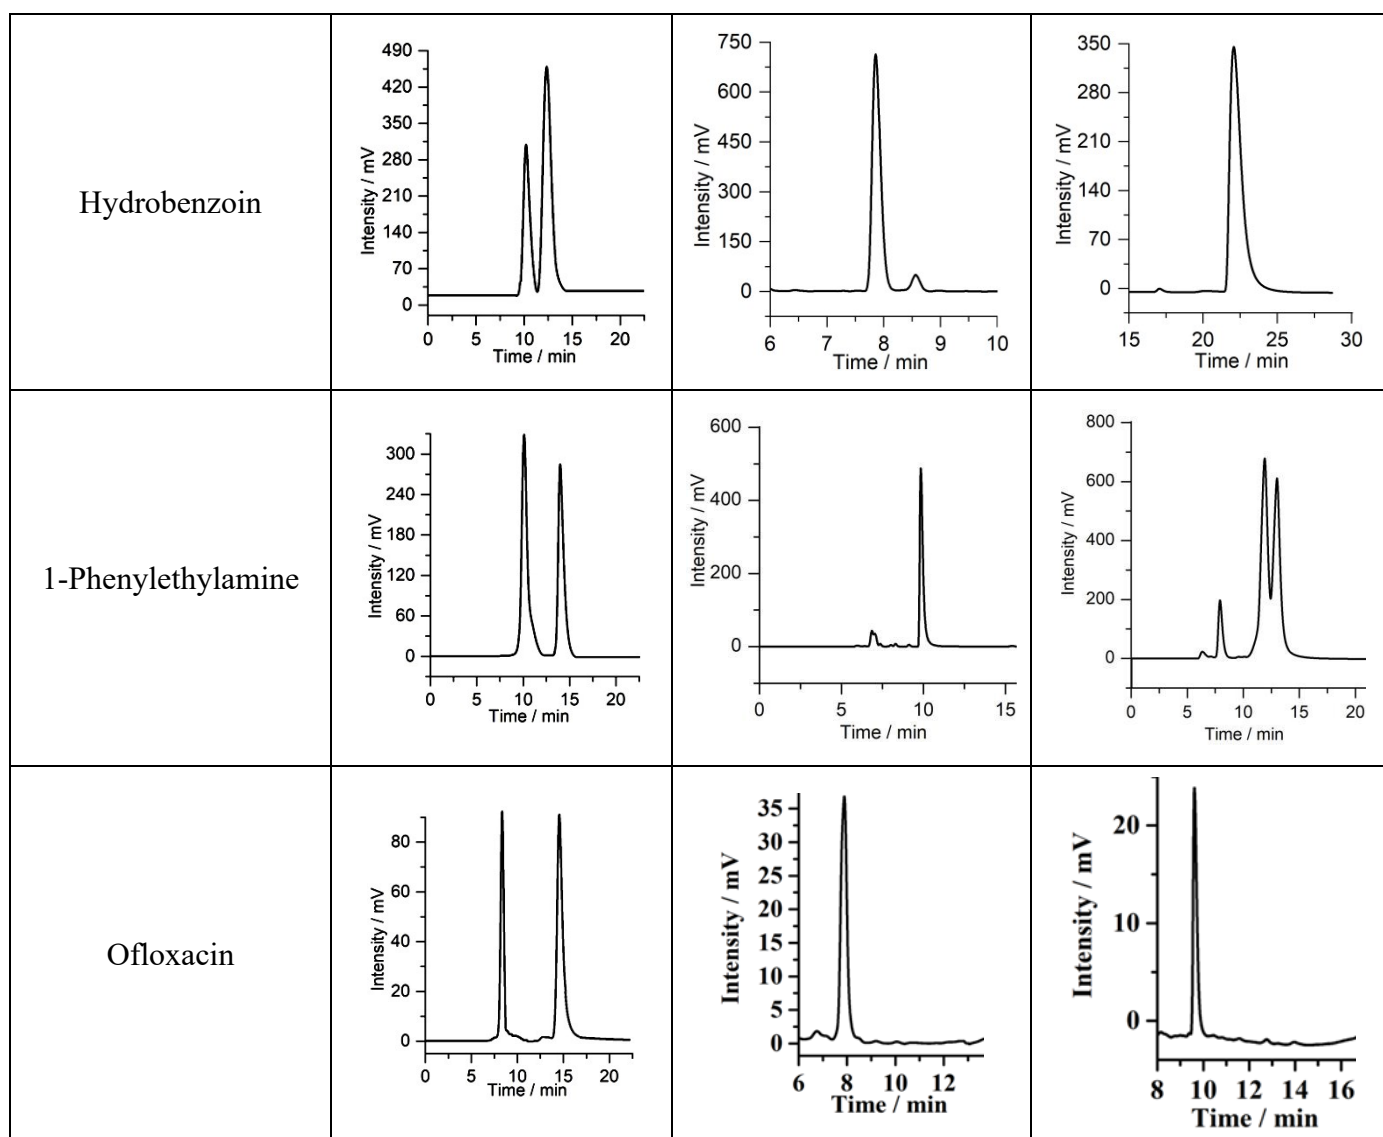 Hydrobenzoin
490
420
350
280
210
140
70
0
Intensity / mV
0 5 10 15 20
Time / min
750
600
450
300
150
0
Intensity / mV
6 7 8 9 10
Time / min
350
280
210
140
70
0
Intensity / mV
15 20 25 30
Time / min
1-Phenylethylamine
300
240
180
120
60
0
Intensity / mV
0 5 10 15 20
Time / min
600
400
200
0
Intensity / mV
0 5 10 15
Time / min
800
600
400
200
0
Intensity / mV
0 5 10 15 20
Time / min
Ofloxacin
80
60
40
20
0
Intensity / mV
0 5 10 15 20
Time / min
35
30
25
20
15
10
5
0
Intensity / mV
6 8 10 12
Time / min
20
10
0
Intensity / mV
8 10 12 14 16
Time / min